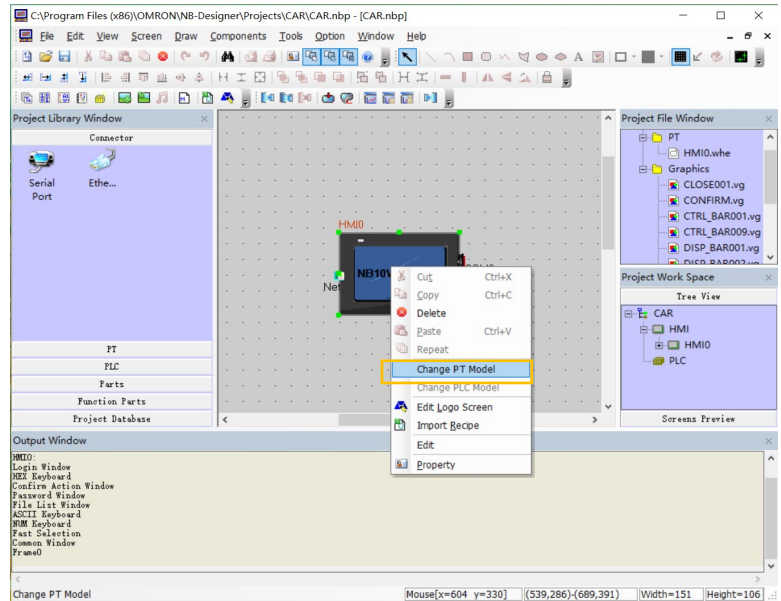 C:\Program Files (x86)\OMRON\NB-Designer\Projects\CAR\CAR.nbp - [CAR.nbp]
File Edit View Screen Draw Components Tools Option Window Help
Project Library Window
Connector
Serial Port
Ethe...
PT
PLC
Parts
Function Parts
Project Database
HMI0
NB10
Net
Cut Ctrl+X
Copy Ctrl+C
Delete
Paste Ctrl+V
Repeat
Change PT Model
Change PLC Model
Edit Logo Screen
Import Recipe
Edit
Property
Project File Window
PT
HMI0.whe
Graphics
CLOSE001.vg
CONFIRM.vg
CTRL_BAR001.vg
CTRL_BAR009.vg
DISP_BAR001.vg
DISP_BAR002.vg
Project Work Space
Tree View
CAR
HMI
HMI0
PLC
Screens Preview
Output Window
HMI0:
Login Window
HEX Keyboard
Confirm Action Window
Password Window
File List Window
ASCII Keyboard
NUM Keyboard
Fast Selection
Common Window
Frame0
Change PT Model
Mouse[x=604 y=330] (539,286)-(689,391) Width=151 Height=106